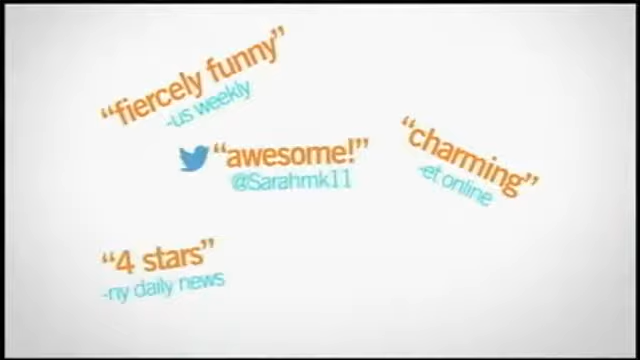 “fiercely funny”
-us weekly
“awesome!”
@Sarahmk11
“charming”
-et online
“4 stars”
-ny daily news